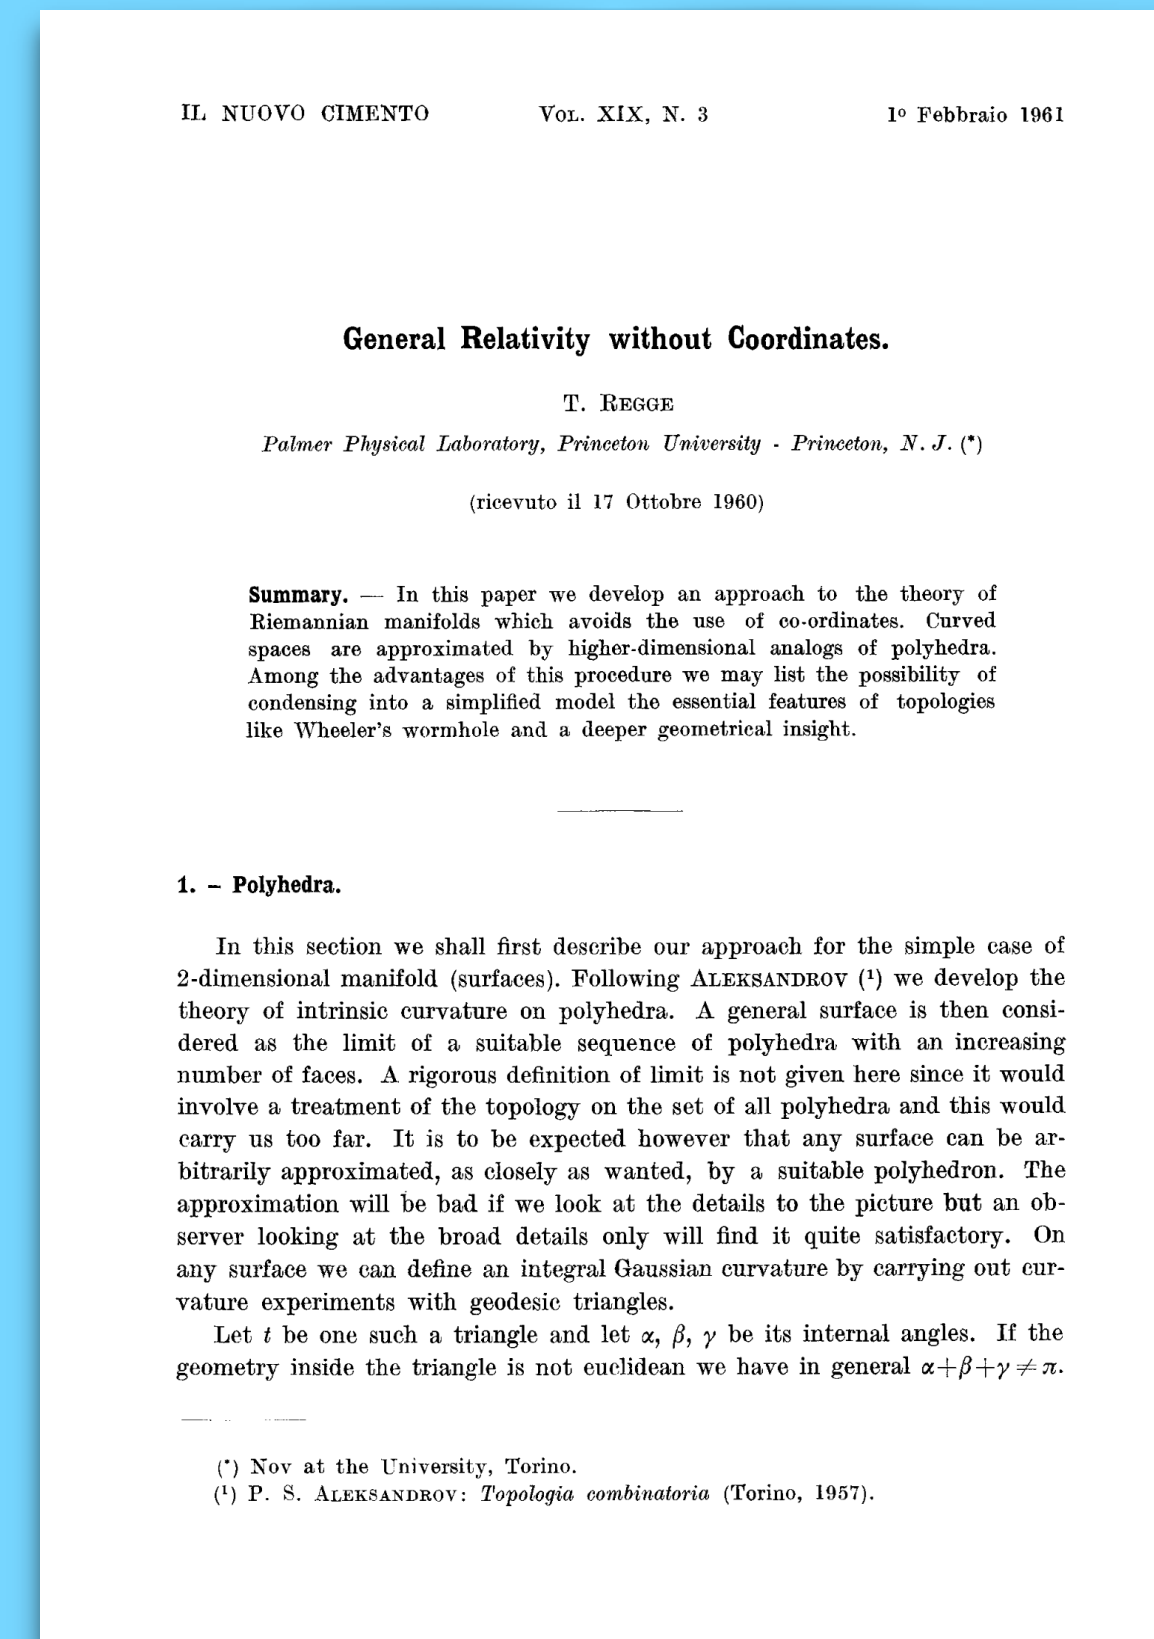 IL NUOVO CIMENTO VOL. XIX, N. 3 1º Febbraio 1961
General Relativity without Coordinates.
T. REGGE
Palmer Physical Laboratory, Princeton University - Princeton, N. J. (*)
(ricevuto il 17 Ottobre 1960)
Summary. — In this paper we develop an approach to the theory of
Riemannian manifolds which avoids the use of co-ordinates. Curved
spaces are approximated by higher-dimensional analogs of polyhedra.
Among the advantages of this procedure we may list the possibility of
condensing into a simplified model the essential features of topologies
like Wheeler's wormhole and a deeper geometrical insight.
1. – Polyhedra.
In this section we shall first describe our approach for the simple case of
2-dimensional manifold (surfaces). Following ALEKSANDROV (¹) we develop the
theory of intrinsic curvature on polyhedra. A general surface is then consi-
dered as the limit of a suitable sequence of polyhedra with an increasing
number of faces. A rigorous definition of limit is not given here since it would
involve a treatment of the topology on the set of all polyhedra and this would
carry us too far. It is to be expected however that any surface can be ar-
bitrarily approximated, as closely as wanted, by a suitable polyhedron. The
approximation will be bad if we look at the details to the picture but an ob-
server looking at the broad details only will find it quite satisfactory. On
any surface we can define an integral Gaussian curvature by carrying out cur-
vature experiments with geodesic triangles.
Let t be one such a triangle and let α, β, γ be its internal angles. If the
geometry inside the triangle is not euclidean we have in general α+β+γ ≠ π.
(*) Nov at the University, Torino.
(¹) P. S. ALEKSANDROV: Topologia combinatoria (Torino, 1957).